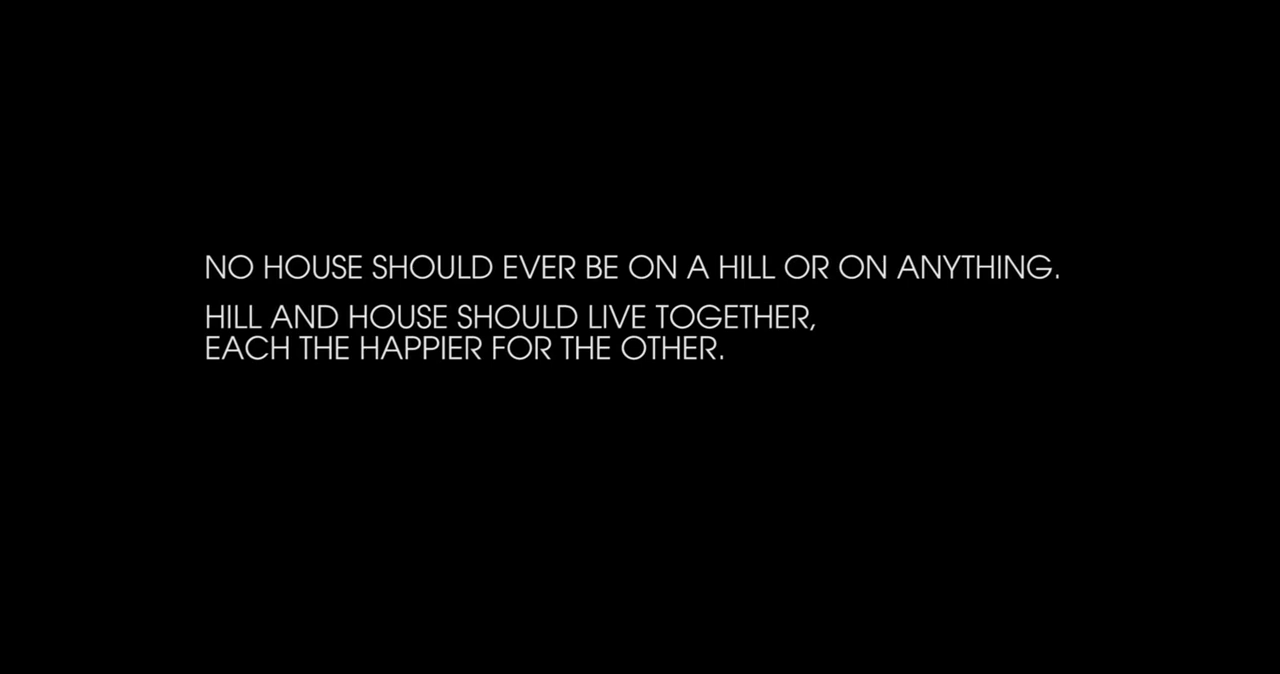 NO HOUSE SHOULD EVER BE ON A HILL OR ON ANYTHING.
HILL AND HOUSE SHOULD LIVE TOGETHER,
EACH THE HAPPIER FOR THE OTHER.